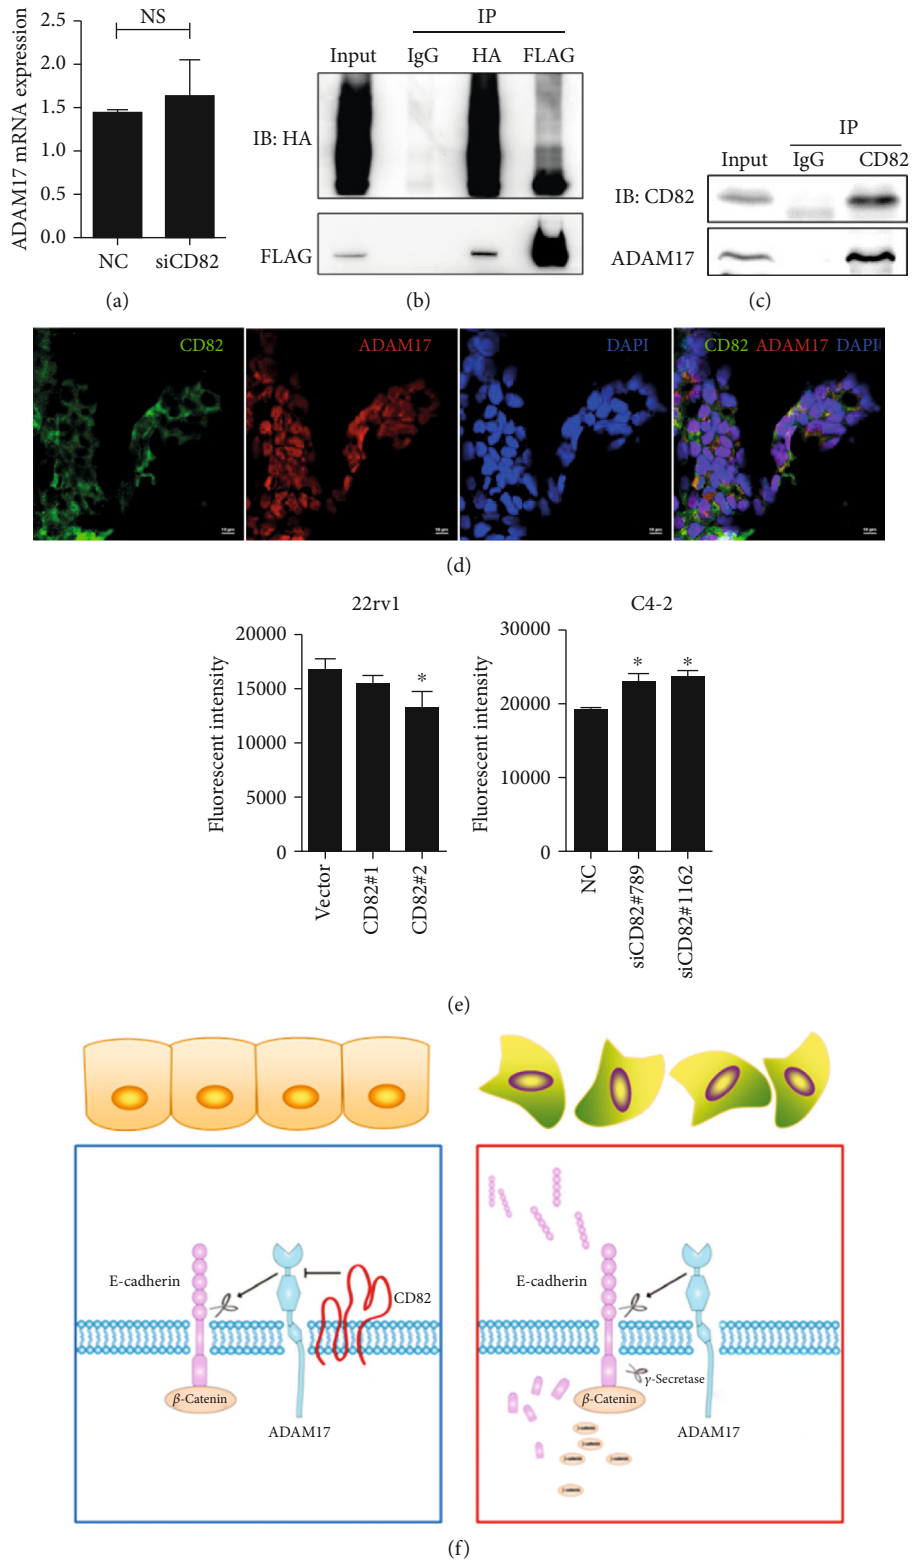 ADAM17 mRNA expression
2.5
2.0
1.5
1.0
0.5
0.0
NS
NC siCD82
(a)
IP
Input IgG HA FLAG
IB: HA
FLAG
(b)
IP
Input IgG CD82
IB: CD82
ADAM17
(c)
CD82
ADAM17
DAPI
CD82 ADAM17 DAPI
(d)
22rv1
Fluorescent intensity
20000
15000
10000
5000
0
*
Vector
CD82#1
CD82#2
C4-2
Fluorescent intensity
30000
20000
10000
0
* *
NC
siCD82#789
siCD82#1162
(e)
E-cadherin
CD82
β-Catenin
ADAM17
E-cadherin
γ-Secretase
β-Catenin
ADAM17
(f)